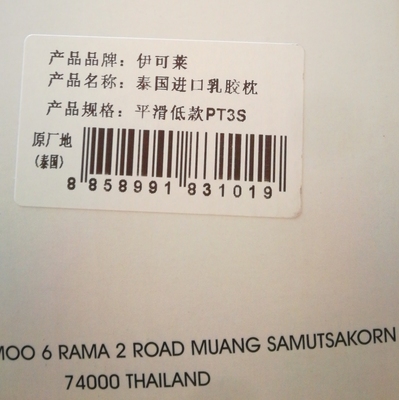 产品品牌：伊可莱
产品名称：泰国进口乳胶枕
产品规格：平滑低款PT3S
原厂地
(泰国)
8 858991 831019
MOO 6 RAMA 2 ROAD MUANG SAMUTSAKORN
74000 THAILAND